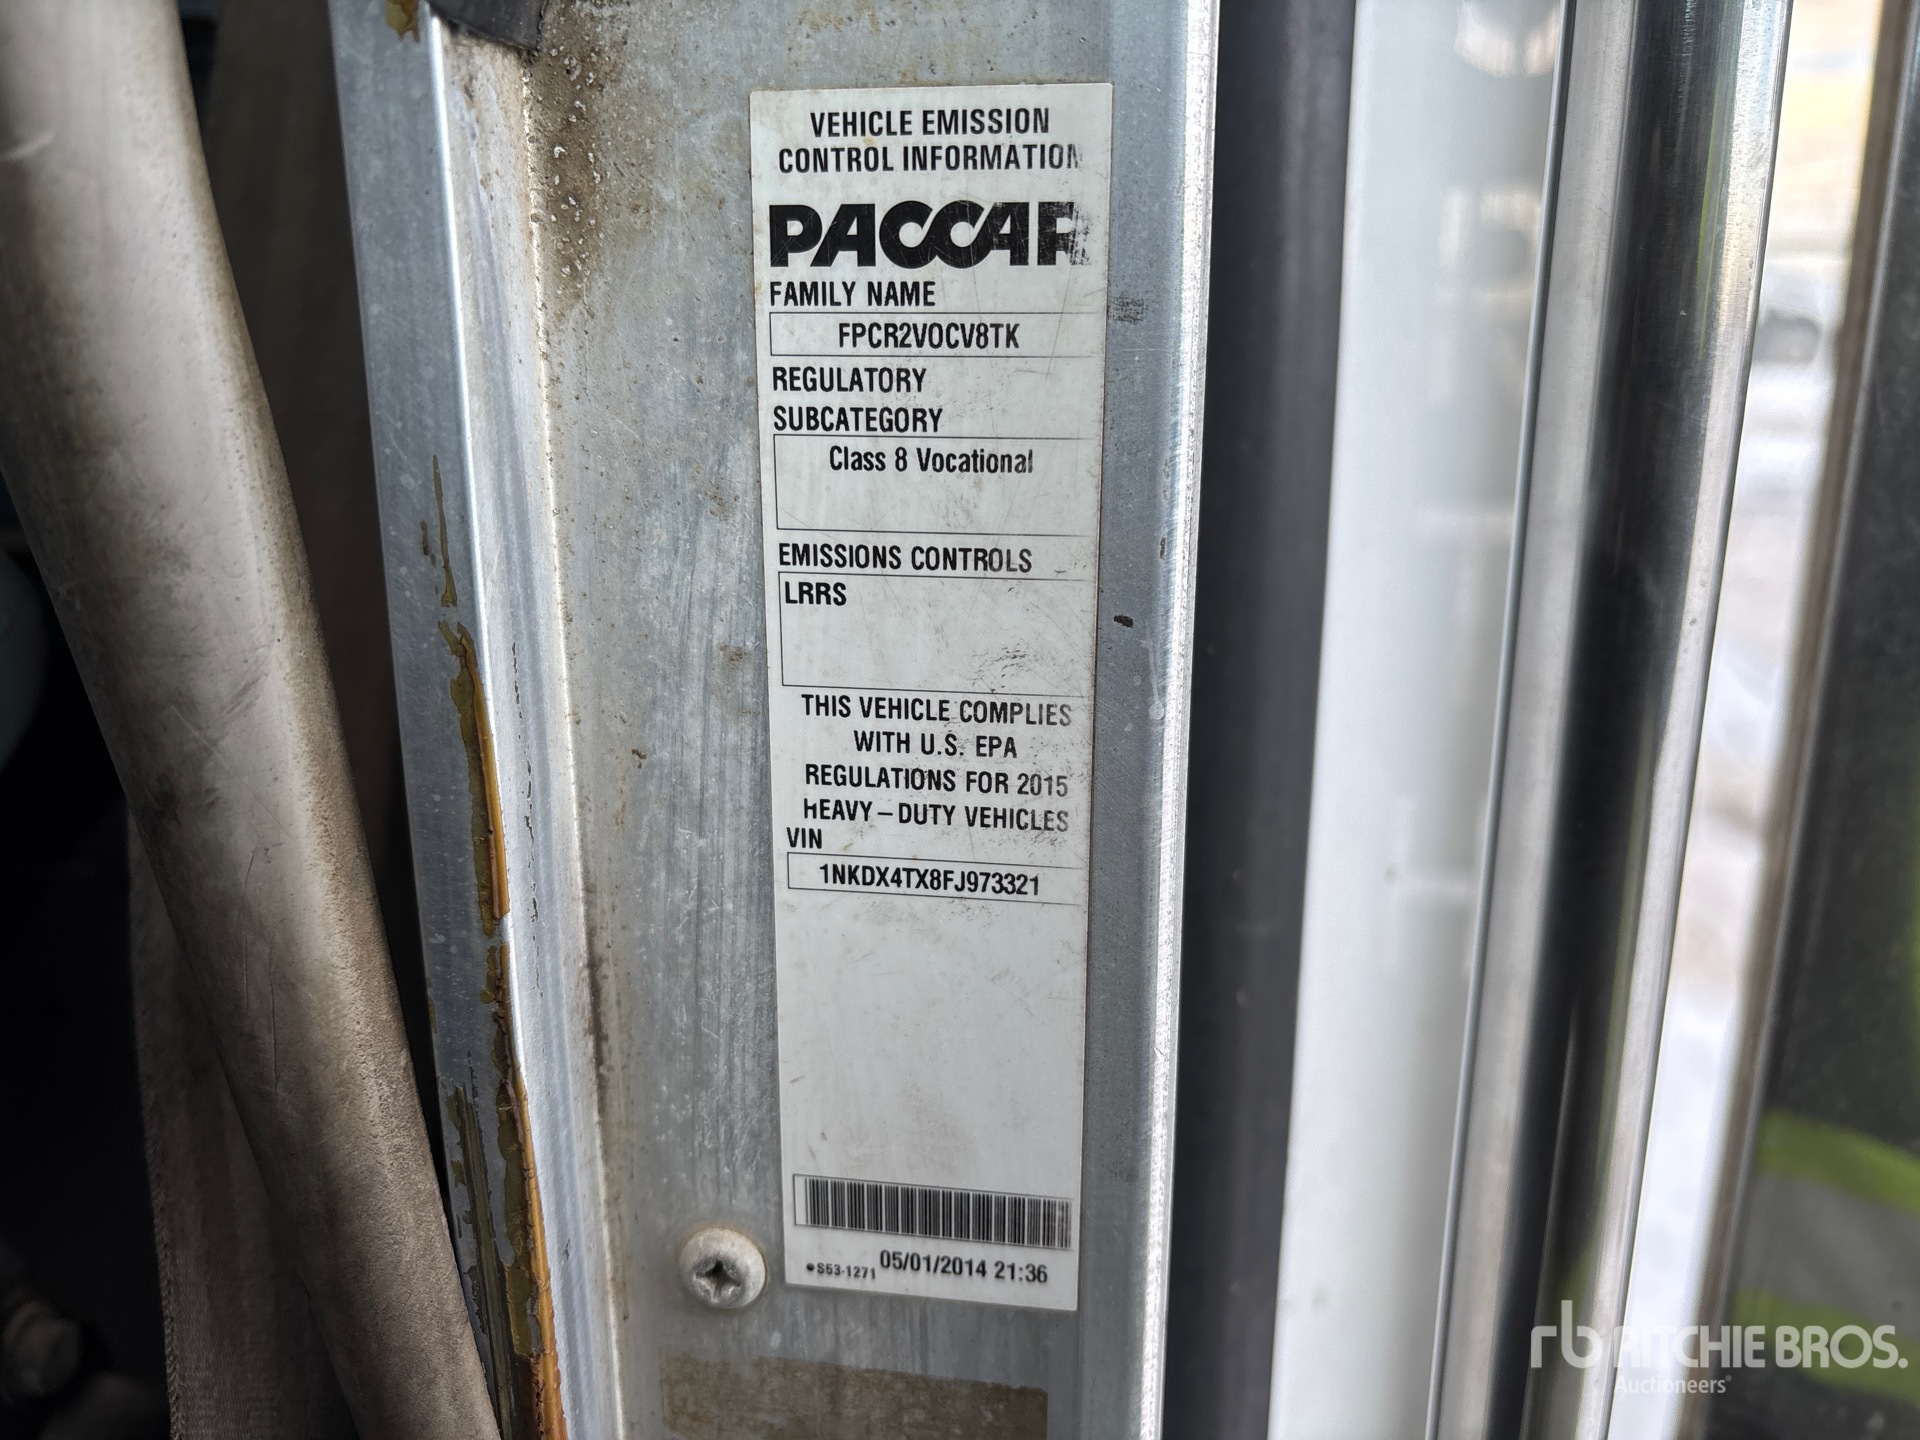 VEHICLE EMISSION
CONTROL INFORMATION
PACCAR
FAMILY NAME
FPCR2VOCV8TK
REGULATORY
SUBCATEGORY
Class 8 Vocational
EMISSIONS CONTROLS
LRRS
THIS VEHICLE COMPLIES
WITH U.S. EPA
REGULATIONS FOR 2015
HEAVY – DUTY VEHICLES
VIN
1NKDX4TX8FJ973321
•S53-1271 05/01/2014 21:36
rb RITCHIE BROS.
Auctioneers®